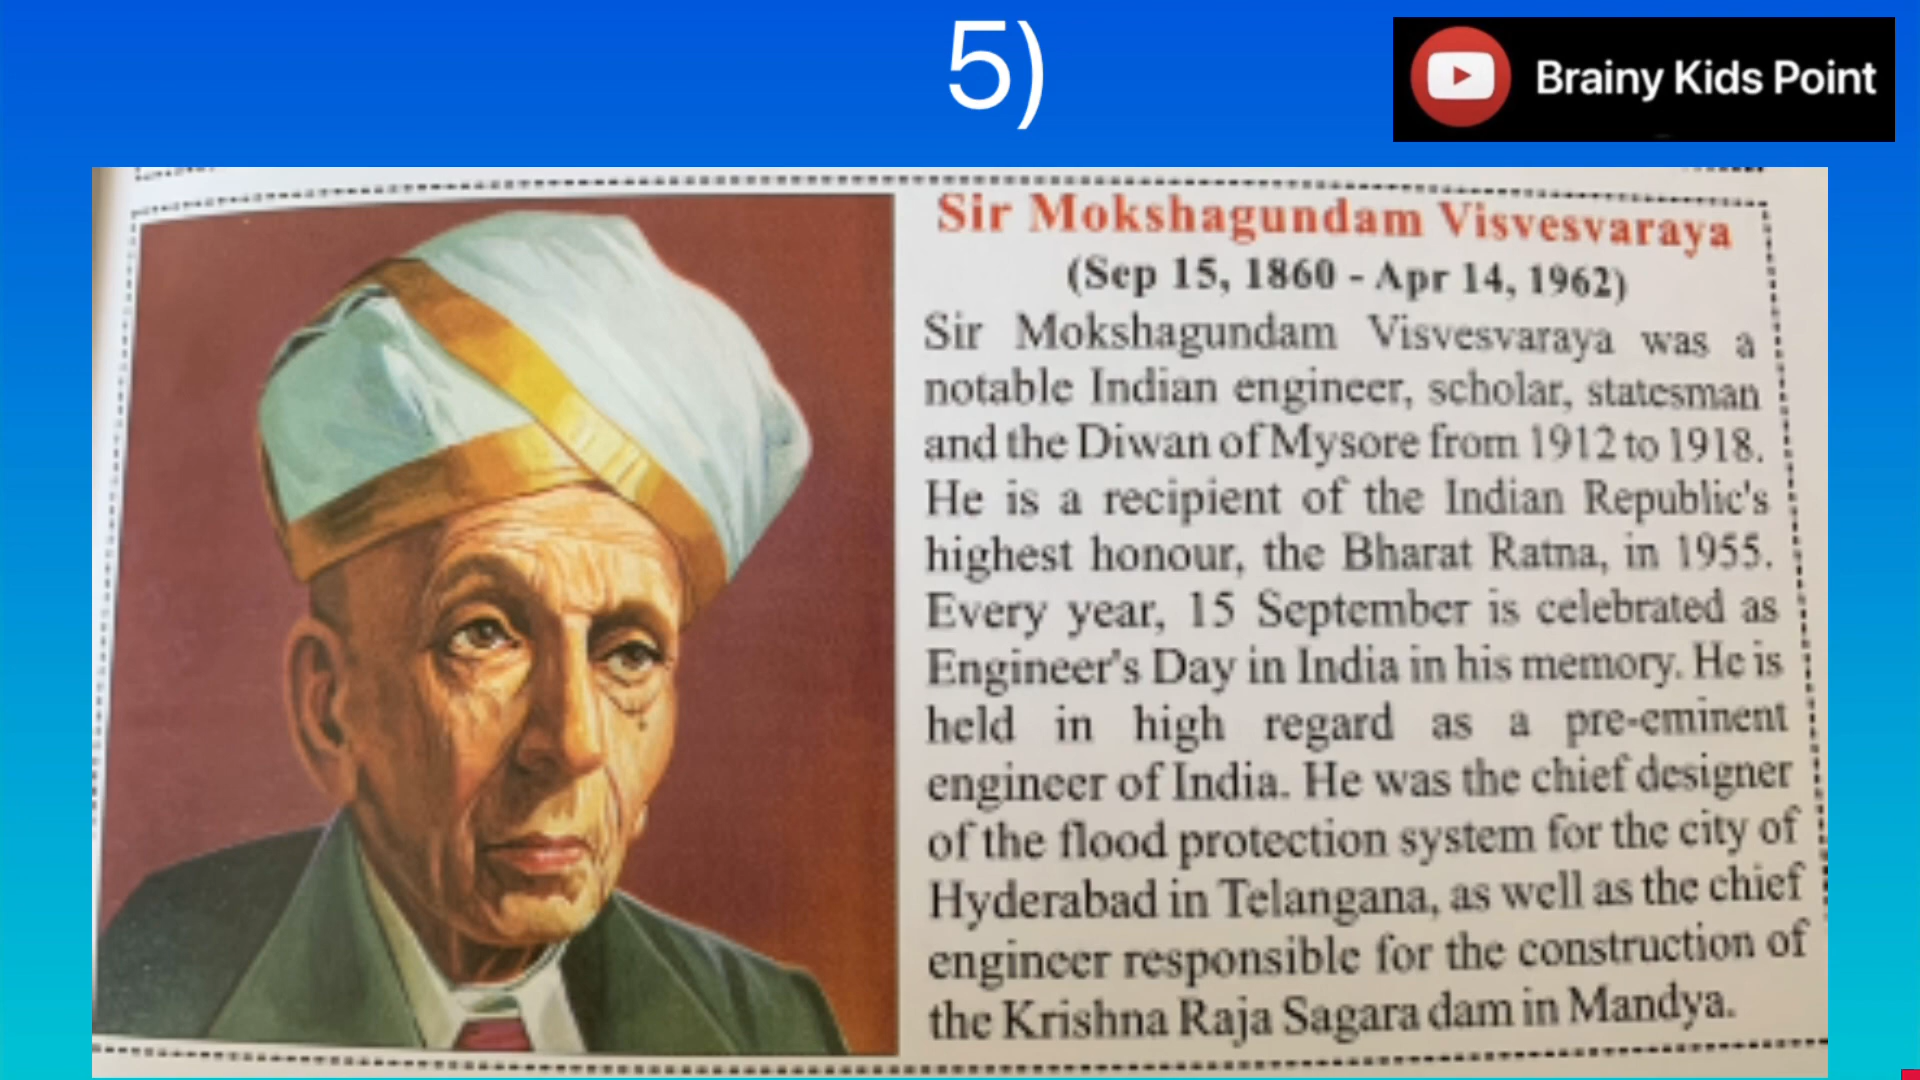 5)
Brainy Kids Point
Sir Mokshagundam Visvesvaraya
(Sep 15, 1860 - Apr 14, 1962)
Sir Mokshagundam Visvesvaraya was a
notable Indian engineer, scholar, statesman
and the Diwan of Mysore from 1912 to 1918.
He is a recipient of the Indian Republic's
highest honour, the Bharat Ratna, in 1955.
Every year, 15 September is celebrated as
Engineer's Day in India in his memory. He is
held in high regard as a pre-eminent
engineer of India. He was the chief designer
of the flood protection system for the city of
Hyderabad in Telangana, as well as the chief
engineer responsible for the construction of
the Krishna Raja Sagara dam in Mandya.